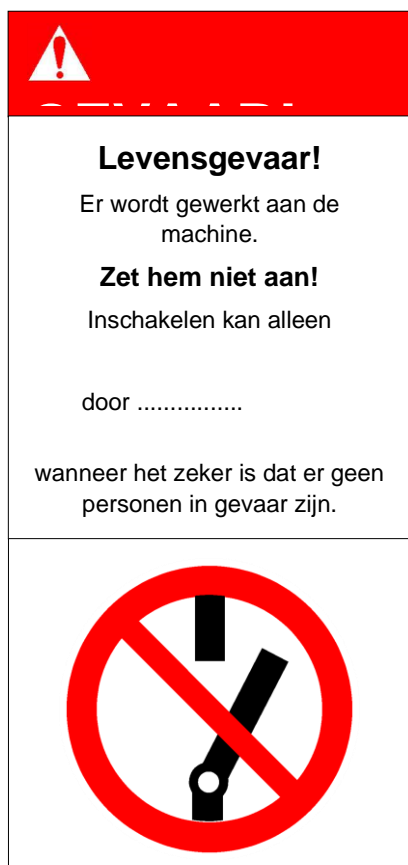 Levensgevaar!
Er wordt gewerkt aan de
machine.
Zet hem niet aan!
Inschakelen kan alleen
door ................
wanneer het zeker is dat er geen
personen in gevaar zijn.